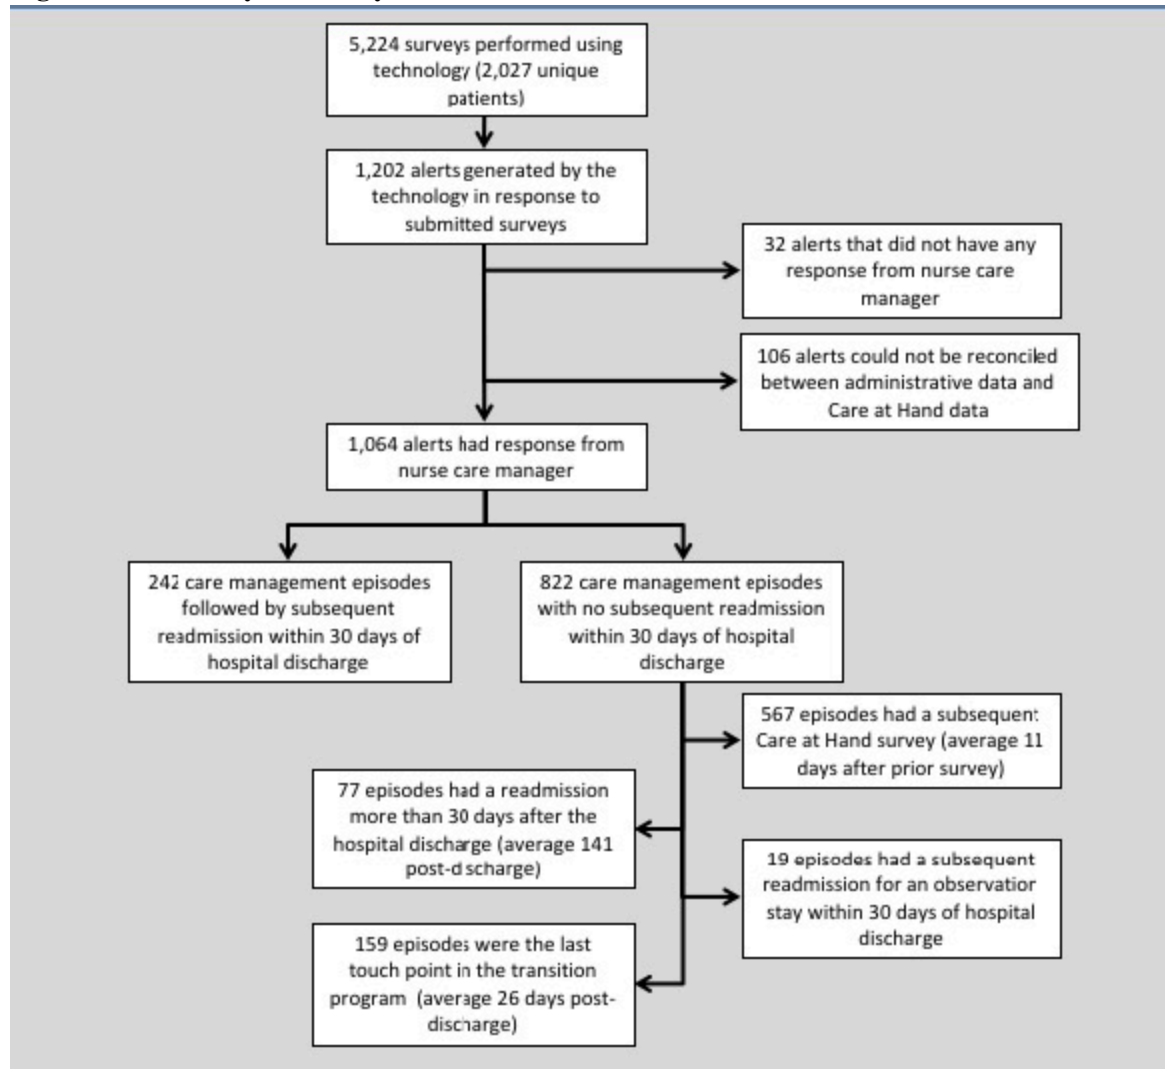 5,224 surveys performed using
technology (2,027 unique
patients)
1,202 alerts generated by the
technology in response to
submitted surveys
32 alerts that did not have any
response from nurse care
manager
106 alerts could not be reconciled
between administrative data and
Care at Hand data
1,064 alerts had response from
nurse care manager
242 care management episodes
followed by subsequent
readmission within 30 days of
hospital discharge
822 care management episodes
with no subsequent readmission
within 30 days of hospital
discharge
567 episodes had a subsequent
Care at Hand survey (average 11
days after prior survey)
77 episodes had a readmission
more than 30 days after the
hospital discharge (average 141
post-discharge)
19 episodes had a subsequent
readmission for an observation
stay within 30 days of hospital
discharge
159 episodes were the last
touch point in the transition
program (average 26 days post-
discharge)